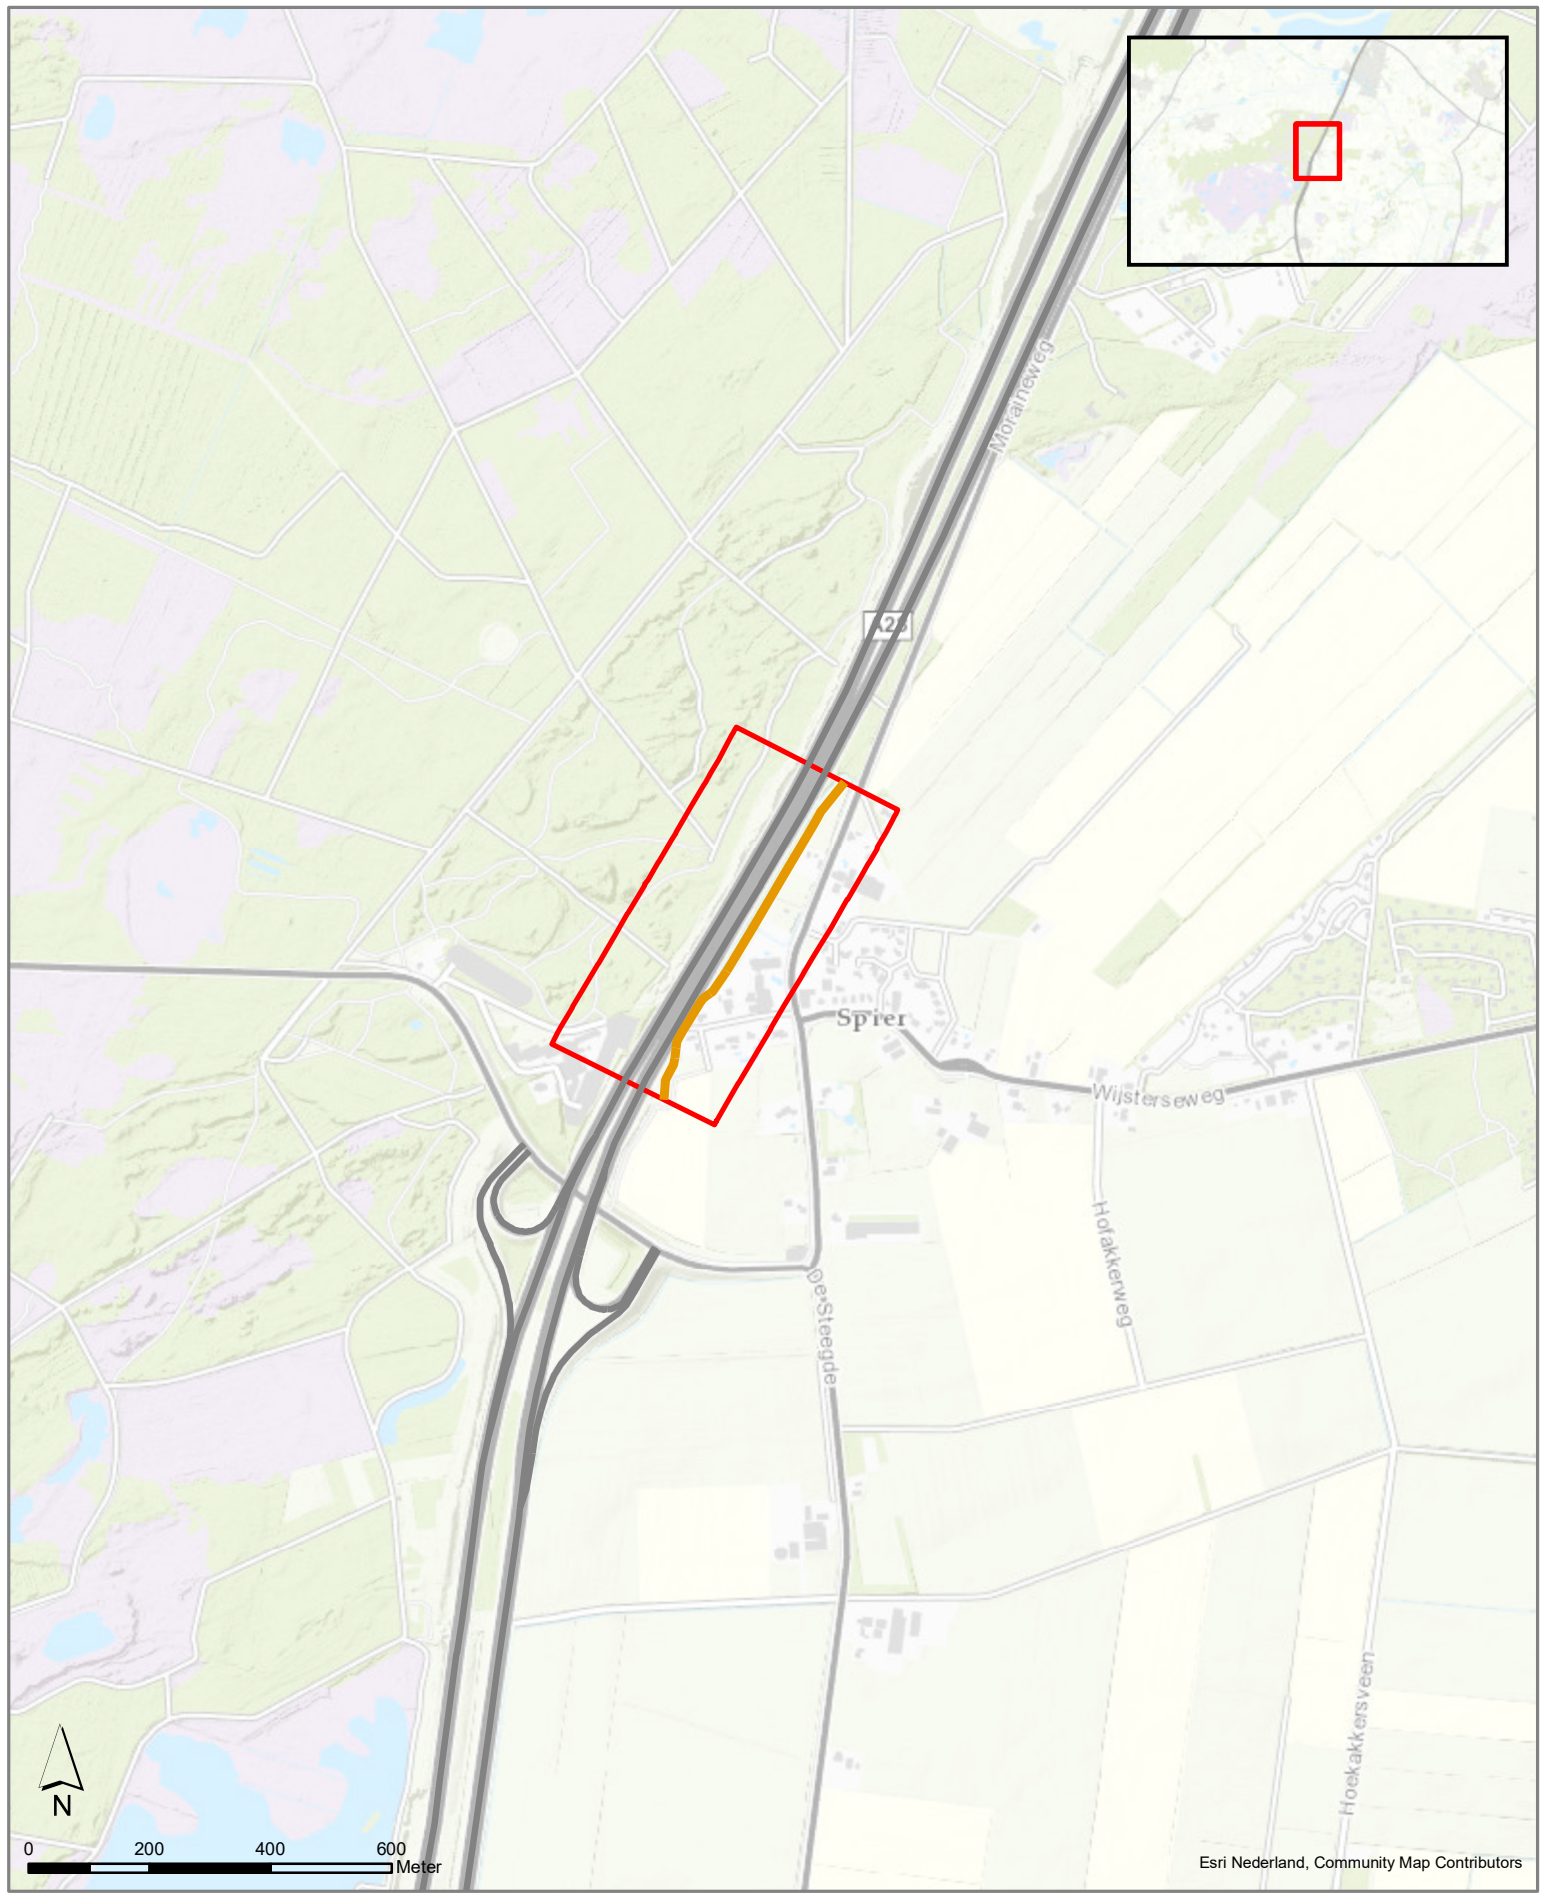 Moraineweg
A28
Spier
Wijsterseweg
Hofakkerweg
De Steegde
Hoekakkersveen
N
0 200 400 600
Meter
Esri Nederland, Community Map Contributors